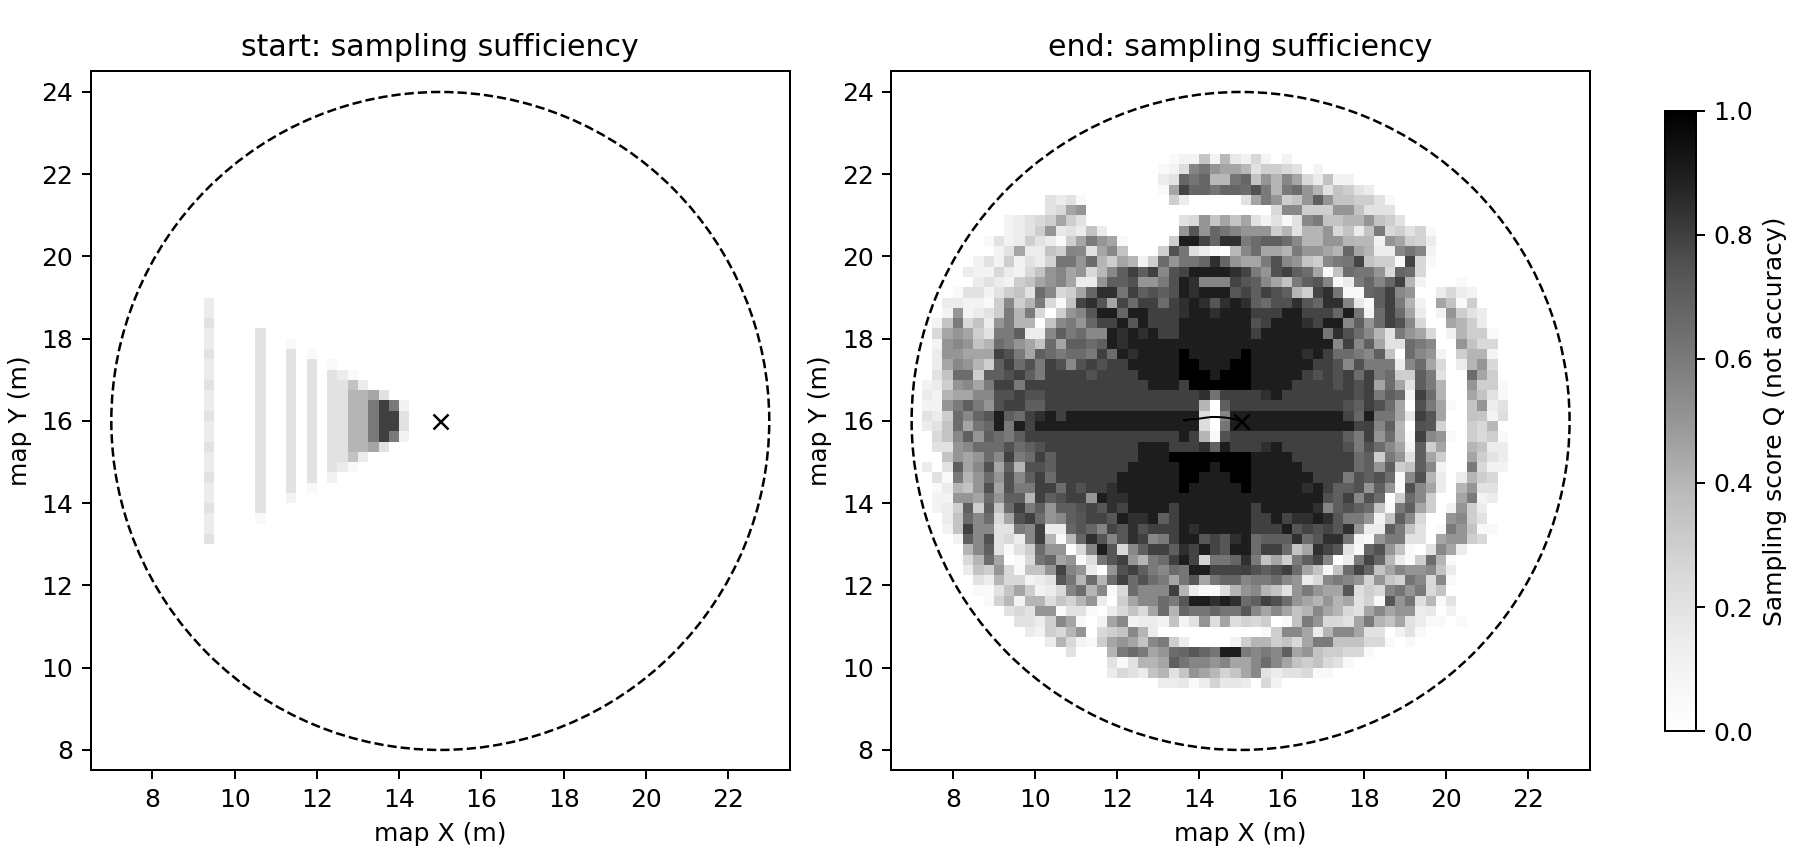 start: sampling sufficiency
end: sampling sufficiency
24
22
20
18
16
14
12
10
8
8 10 12 14 16 18 20 22
map X (m)
map Y (m)
24
22
20
18
16
14
12
10
8
8 10 12 14 16 18 20 22
map X (m)
map Y (m)
1.0
0.8
0.6
0.4
0.2
0.0
Sampling score Q (not accuracy)